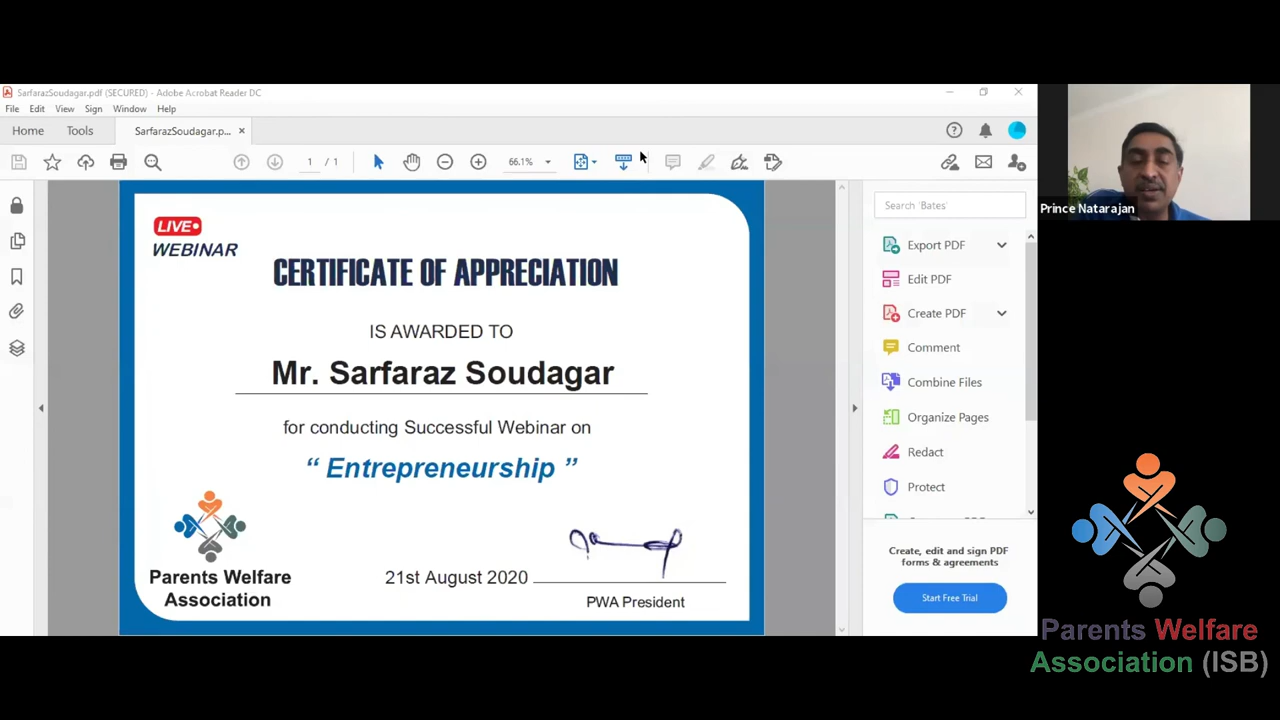 SarfarazSoudagar.pdf (SECURED) - Adobe Acrobat Reader DC
File Edit View Sign Window Help
Home Tools SarfarazSoudagar.p... ×
1 / 1 66.1%
LIVE
WEBINAR
CERTIFICATE OF APPRECIATION
IS AWARDED TO
Mr. Sarfaraz Soudagar
for conducting Successful Webinar on
“ Entrepreneurship ”
Parents Welfare
Association
21st August 2020
PWA President
Search 'Bates'
Export PDF
Edit PDF
Create PDF
Comment
Combine Files
Organize Pages
Redact
Protect
Create, edit and sign PDF
forms & agreements
Start Free Trial
Prince Natarajan
Parents Welfare
Association (ISB)